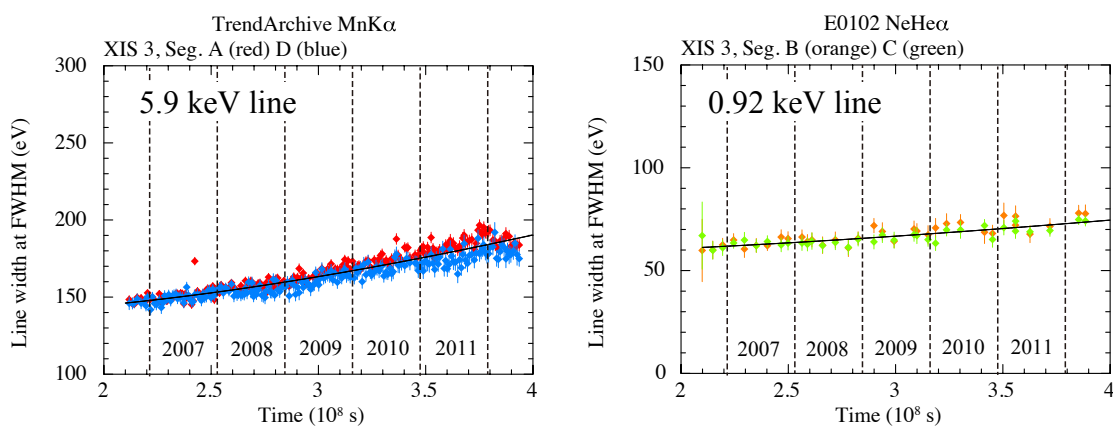 TrendArchive MnKα
XIS 3, Seg. A (red) D (blue)
5.9 keV line
Line width at FWHM (eV)
300
250
200
150
100
2007
2008
2009
2010
2011
2
2.5
3
3.5
4
Time (10⁸ s)
E0102 NeHeα
XIS 3, Seg. B (orange) C (green)
0.92 keV line
Line width at FWHM (eV)
150
100
50
0
2007
2008
2009
2010
2011
2
2.5
3
3.5
4
Time (10⁸ s)